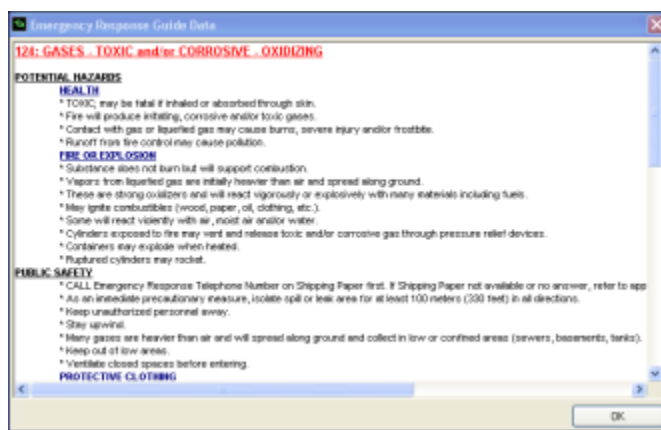 Emergency Response Guide Data
124: GASES - TOXIC and/or CORROSIVE - OXIDIZING
POTENTIAL HAZARDS
HEALTH
* TOXIC; may be fatal if inhaled or absorbed through skin.
* Fire will produce irritating, corrosive and/or toxic gases.
* Contact with gas or liquefied gas may cause burns, severe injury and/or frostbite.
* Runoff from fire control may cause pollution.
FIRE OR EXPLOSION
* Substance does not burn but will support combustion.
* Vapors from liquefied gas are initially heavier than air and spread along ground.
* These are strong oxidizers and will react vigorously or explosively with many materials including fuels.
* May ignite combustibles (wood, paper, oil, clothing, etc.).
* Some will react violently with air, moist air and/or water.
* Cylinders exposed to fire may vent and release toxic and/or corrosive gas through pressure relief devices.
* Containers may explode when heated.
* Ruptured cylinders may rocket.
PUBLIC SAFETY
* CALL Emergency Response Telephone Number on Shipping Paper first. If Shipping Paper not available or no answer, refer to app
* As an immediate precautionary measure, isolate spill or leak area for at least 100 meters (330 feet) in all directions.
* Keep unauthorized personnel away.
* Stay upwind.
* Many gases are heavier than air and will spread along ground and collect in low or confined areas (sewers, basements, tanks).
* Keep out of low areas.
* Ventilate closed spaces before entering.
PROTECTIVE CLOTHING
OK